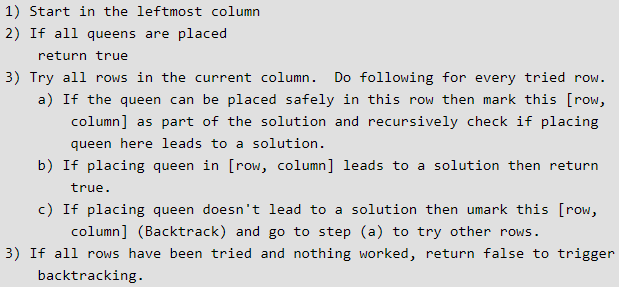 1) Start in the leftmost column
2) If all queens are placed
return true
3) Try all rows in the current column.  Do following for every tried row.
a) If the queen can be placed safely in this row then mark this [row,
column] as part of the solution and recursively check if placing
queen here leads to a solution.
b) If placing queen in [row, column] leads to a solution then return
true.
c) If placing queen doesn't lead to a solution then umark this [row,
column] (Backtrack) and go to step (a) to try other rows.
3) If all rows have been tried and nothing worked, return false to trigger
backtracking.